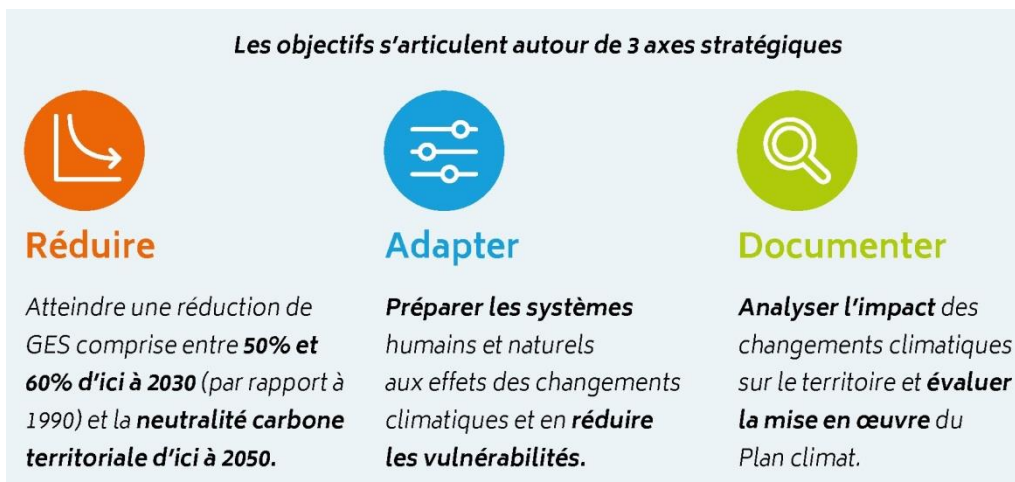 Les objectifs s'articulent autour de 3 axes stratégiques
Réduire
Atteindre une réduction de
GES comprise entre 50% et
60% d'ici à 2030 (par rapport à
1990) et la neutralité carbone
territoriale d'ici à 2050.
Adapter
Préparer les systèmes
humains et naturels
aux effets des changements
climatiques et en réduire
les vulnérabilités.
Documenter
Analyser l'impact des
changements climatiques
sur le territoire et évaluer
la mise en œuvre du
Plan climat.